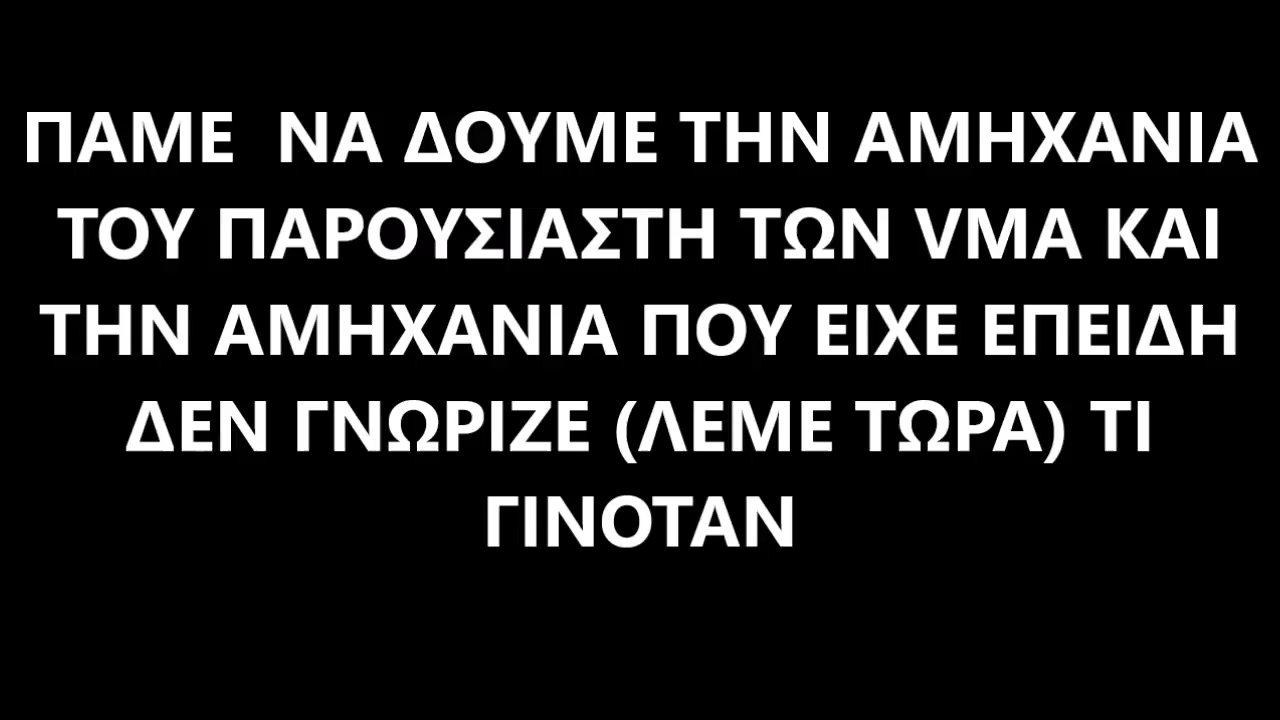 ΠΑΜΕ  ΝΑ ΔΟΥΜΕ ΤΗΝ ΑΜΗΧΑΝΙΑ
ΤΟΥ ΠΑΡΟΥΣΙΑΣΤΗ ΤΩΝ VMA ΚΑΙ
ΤΗΝ ΑΜΗΧΑΝΙΑ ΠΟΥ ΕΙΧΕ ΕΠΕΙΔΗ
ΔΕΝ ΓΝΩΡΙΖΕ (ΛΕΜΕ ΤΩΡΑ) ΤΙ
ΓΙΝΟΤΑΝ